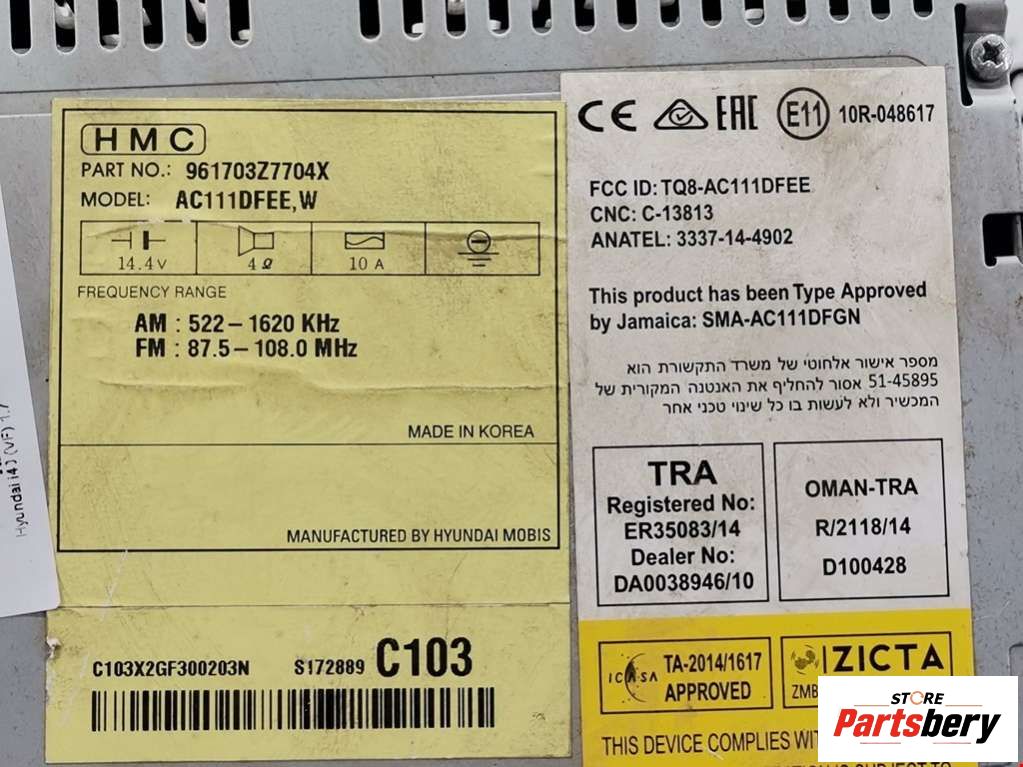 HMC
PART NO.: 961703Z7704X
MODEL: AC111DFEE,W
14.4V 4Ω 10 A
FREQUENCY RANGE
AM : 522–1620 KHz
FM : 87.5–108.0 MHz
MADE IN KOREA
MANUFACTURED BY HYUNDAI MOBIS
C103X2GF300203N S172889 C103
Hyundai i40 (VF) 1.7
CE EAC E11 10R-048617
FCC ID: TQ8-AC111DFEE
CNC: C-13813
ANATEL: 3337-14-4902
This product has been Type Approved
by Jamaica: SMA-AC111DFGN
מספר אישור אלחוטי של משרד התקשורת הוא
51-45895 אסור להחליף את האנטנה המקורית של
המכשיר ולא לעשות בו כל שינוי טכני אחר
TRA
Registered No:
ER35083/14
Dealer No:
DA0038946/10
OMAN-TRA
R/2118/14
D100428
ICASA
TA-2014/1617
APPROVED
ZICTA
ZMB
THIS DEVICE COMPLIES
STORE
Partsbery